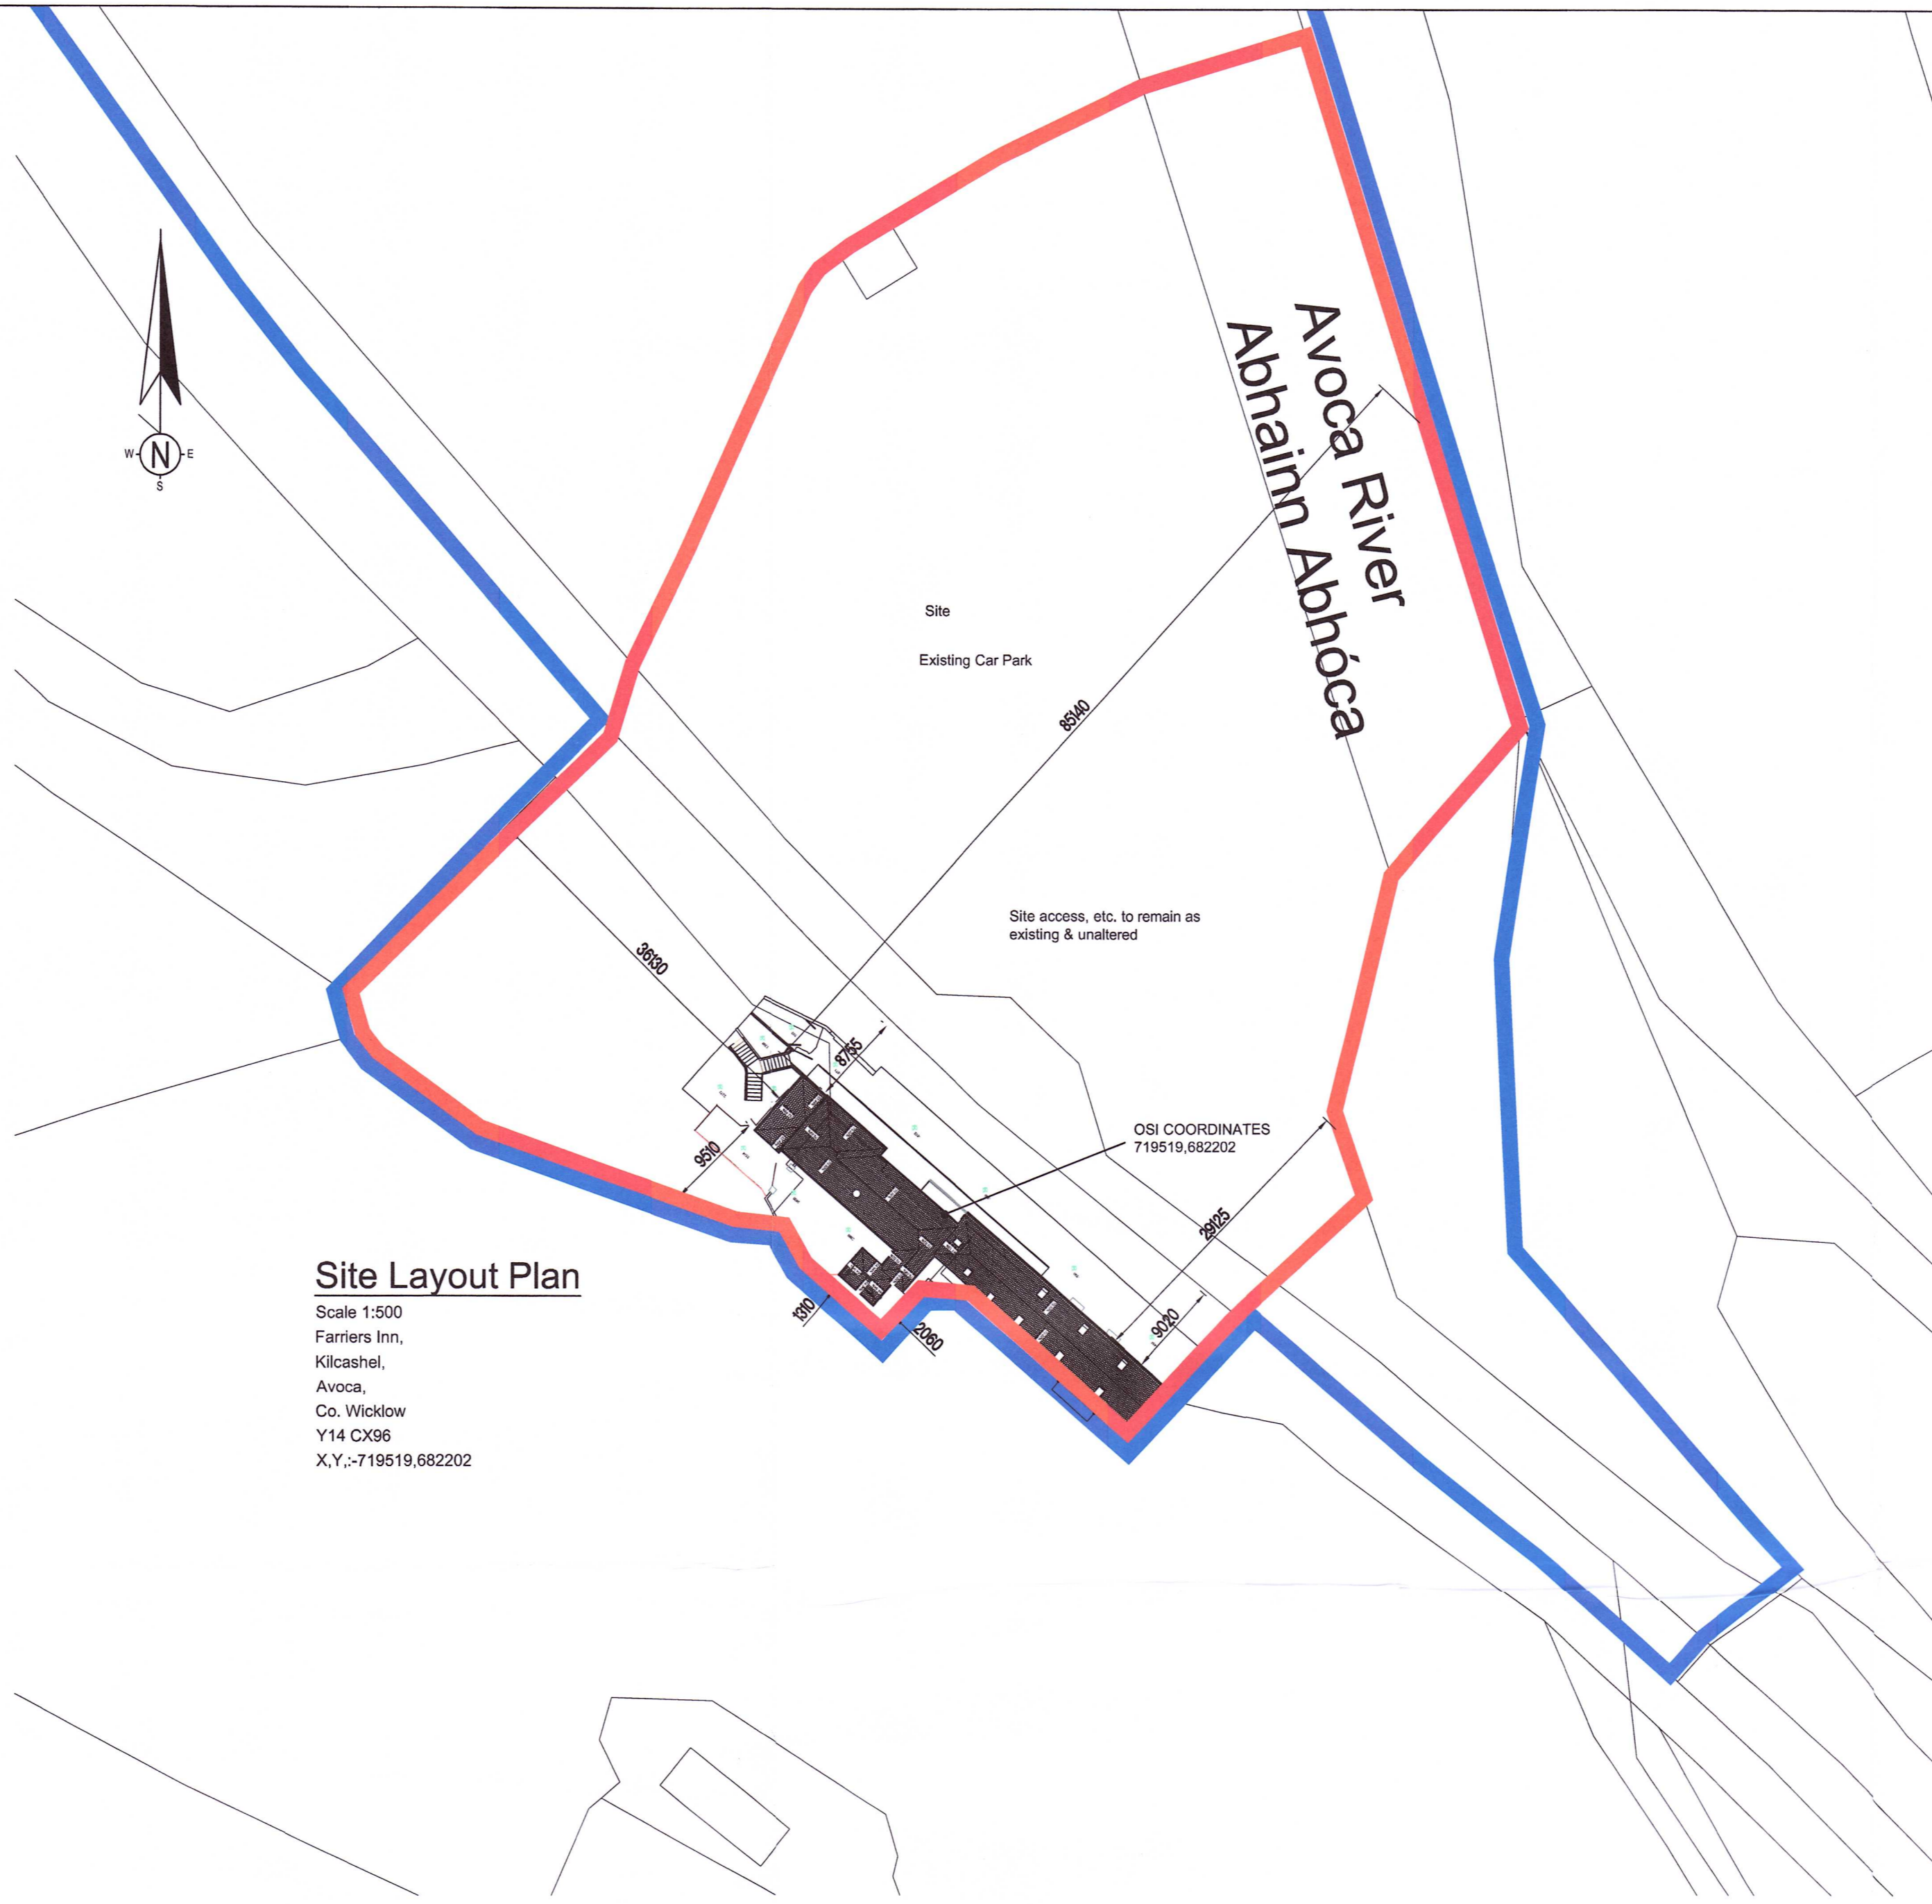 Avoca River
Abhainn Abhóca
W N E
S
Site
Existing Car Park
85140
Site access, etc. to remain as
existing & unaltered
36130
8755
OSI COORDINATES
719519,682202
9510
29125
9020
1310
2060
Site Layout Plan
Scale 1:500
Farriers Inn,
Kilcashel,
Avoca,
Co. Wicklow
Y14 CX96
X,Y,:-719519,682202